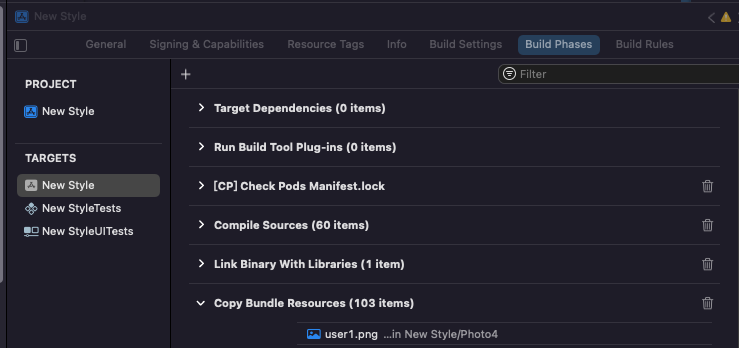 New Style
General Signing & Capabilities Resource Tags Info Build Settings Build Phases Build Rules
PROJECT
New Style
TARGETS
New Style
New StyleTests
New StyleUITests
Filter
Target Dependencies (0 items)
Run Build Tool Plug-ins (0 items)
[CP] Check Pods Manifest.lock
Compile Sources (60 items)
Link Binary With Libraries (1 item)
Copy Bundle Resources (103 items)
user1.png ...in New Style/Photo4